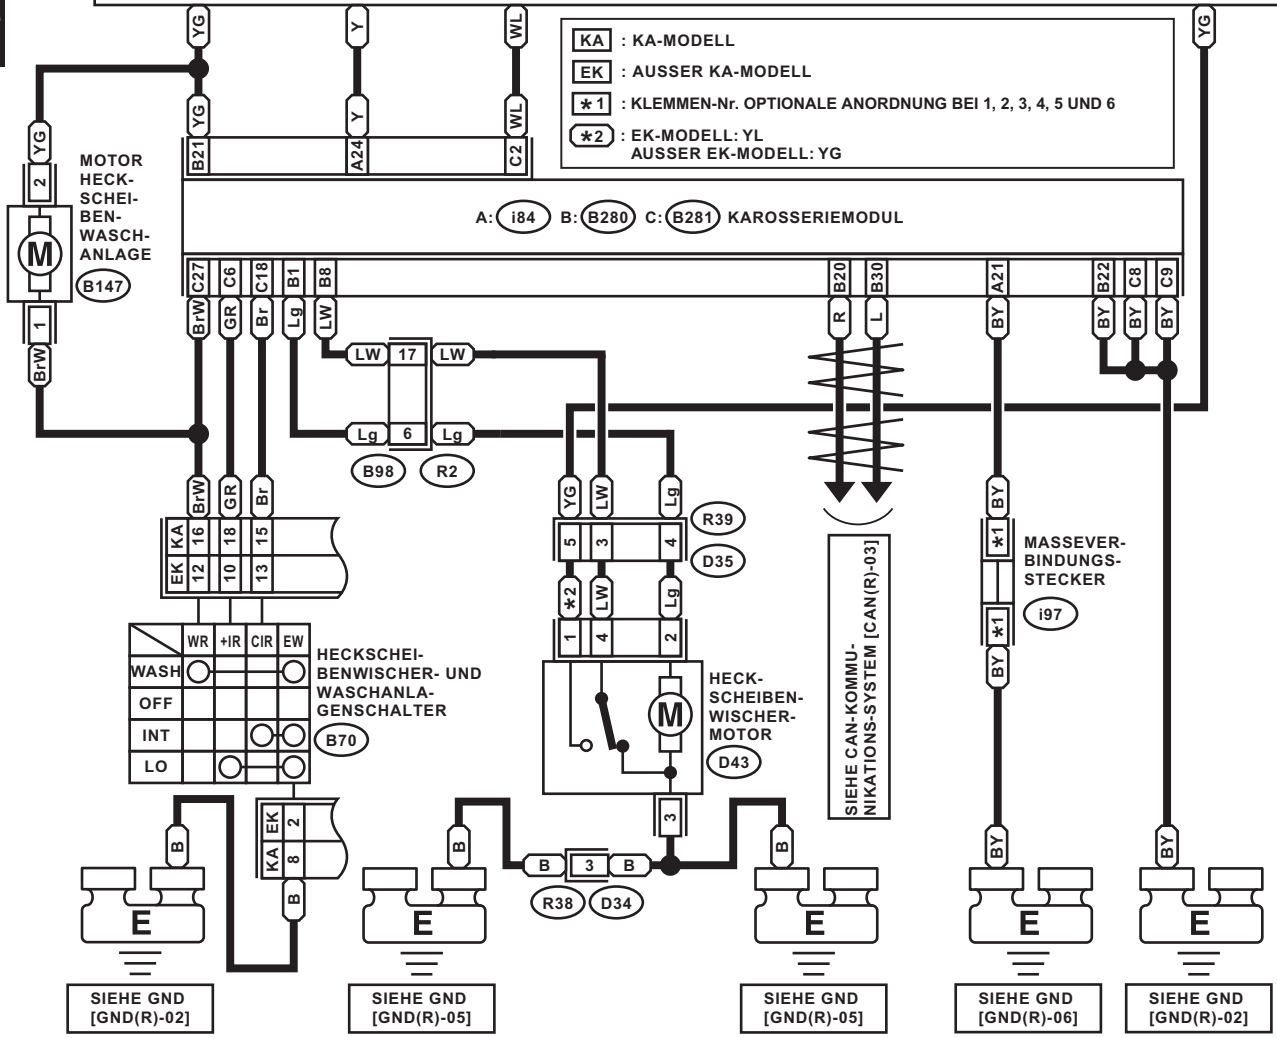 YG
Y
WL
YG
KA : KA-MODELL
EK : AUSSER KA-MODELL
*1 : KLEMMEN-Nr. OPTIONALE ANORDNUNG BEI 1, 2, 3, 4, 5 UND 6
*2 : EK-MODELL: YL
AUSSER EK-MODELL: YG
YG
YG
Y
WL
B21
A24
C2
2
M
1
BrW
MOTOR
HECK-
SCHEI-
BEN-
WASCH-
ANLAGE
B147
A: i84 B: B280 C: B281 KAROSSERIEMODUL
C27
C6
C18
B1
B8
B20
B30
A21
B22
C8
C9
BrW
GR
Br
Lg
LW
R
L
BY
BY
BY
BY
LW 17 LW
Lg 6 Lg
B98 R2
BrW
GR
Br
KA 16 18 15
EK 12 10 13
YG
LW
Lg
R39
5 3 4
D35
*2
LW
Lg
1 4 2
BY
*1
*1
BY
MASSEVER-
BINDUNGS-
STECKER
i97
SIEHE CAN-KOMMU-
NIKATIONS-SYSTEM [CAN(R)-03]
WR +IR CIR EW
WASH
OFF
INT
LO
HECKSCHEI-
BENWISCHER- UND
WASCHANLA-
GENSCHALTER
B70
M
HECK-
SCHEIBEN-
WISCHER-
MOTOR
D43
3
EK 2
KA 8
B
B
B
B 3 B
R38 D34
B
BY
BY
E
E
E
E
E
SIEHE GND
[GND(R)-02]
SIEHE GND
[GND(R)-05]
SIEHE GND
[GND(R)-05]
SIEHE GND
[GND(R)-06]
SIEHE GND
[GND(R)-02]